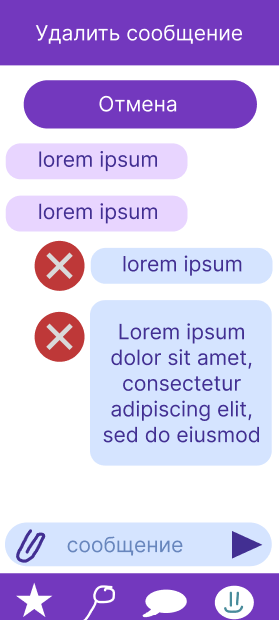 Удалить сообщение
Отмена
lorem ipsum
lorem ipsum
lorem ipsum
Lorem ipsum
dolor sit amet,
consectetur
adipiscing elit,
sed do eiusmod
сообщение